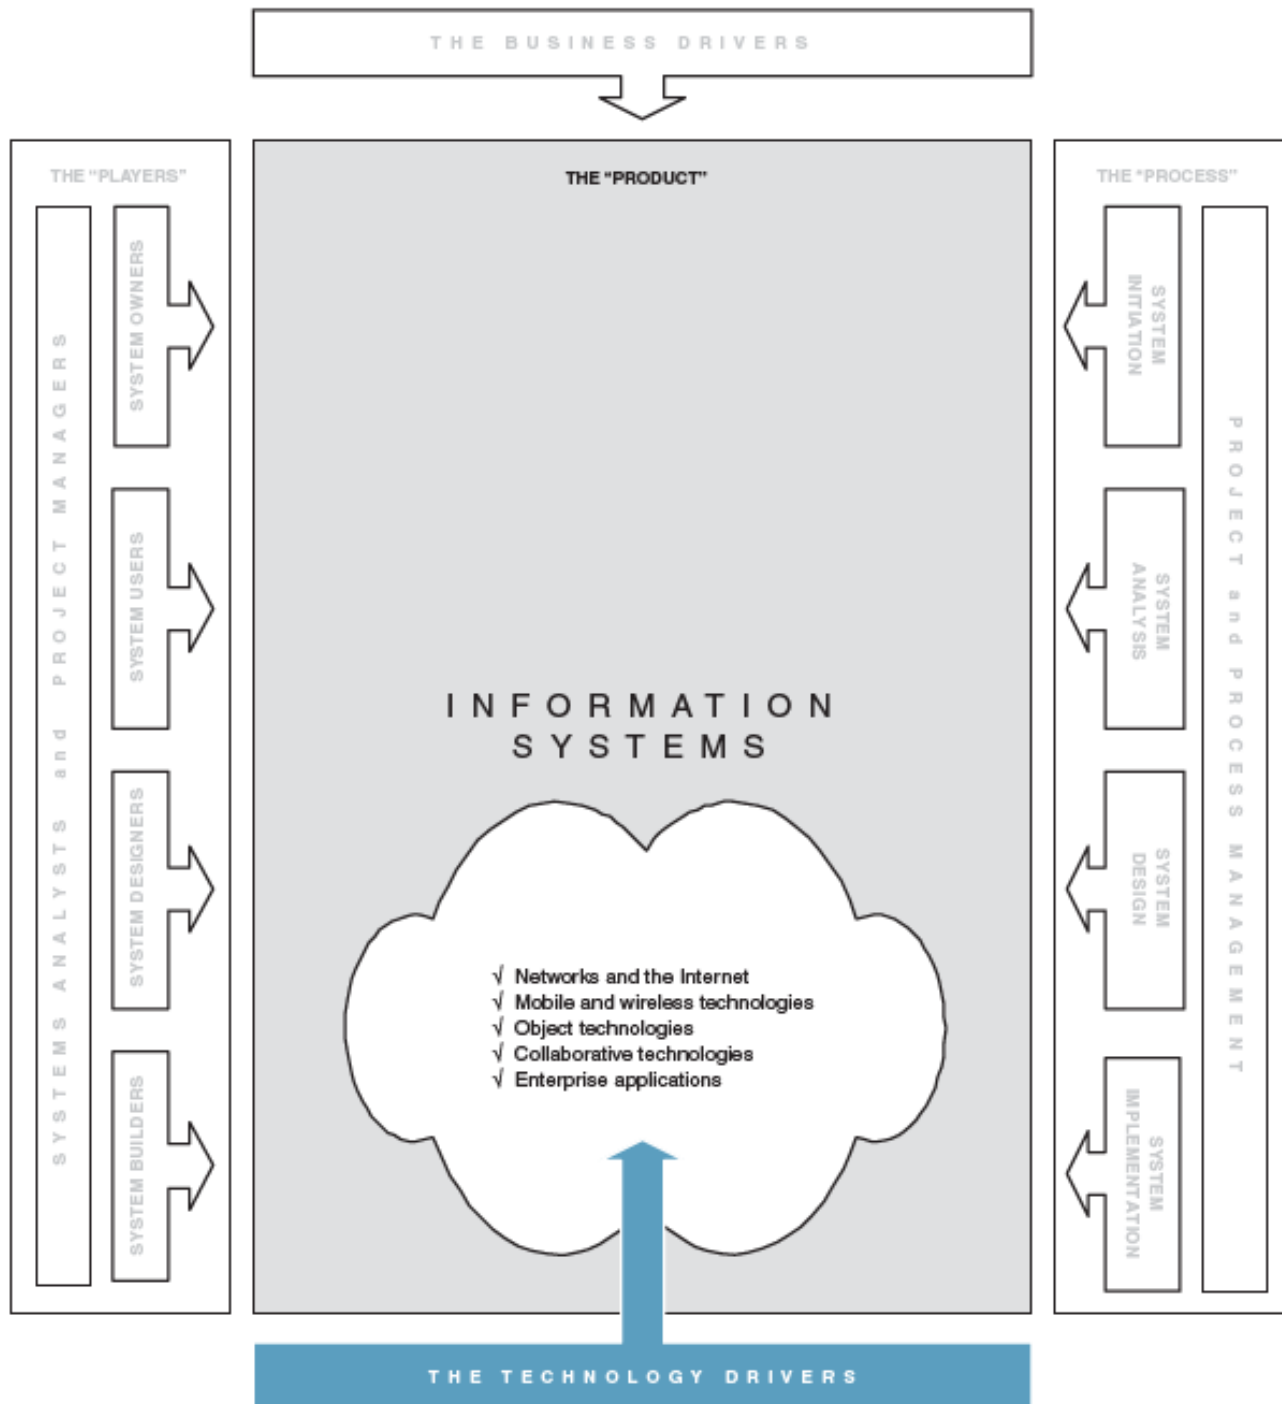 THE BUSINESS DRIVERS
THE “PLAYERS”
SYSTEMS ANALYSTS and PROJECT MANAGERS
SYSTEM OWNERS
SYSTEM USERS
SYSTEM DESIGNERS
SYSTEM BUILDERS
THE “PRODUCT”
INFORMATION
SYSTEMS
√ Networks and the Internet
√ Mobile and wireless technologies
√ Object technologies
√ Collaborative technologies
√ Enterprise applications
THE “PROCESS”
SYSTEM
INITIATION
SYSTEM
ANALYSIS
SYSTEM
DESIGN
SYSTEM
IMPLEMENTATION
PROJECT and PROCESS MANAGEMENT
THE TECHNOLOGY DRIVERS